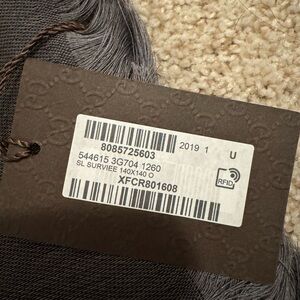 8085725603
2019 1
U
544615 3G704 1260
SL SURVIEE 140X140 O
XFCR801608
RFID